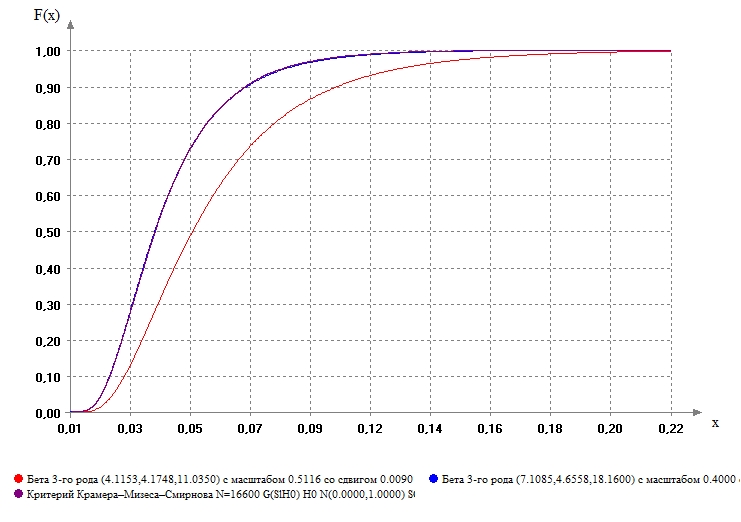 F(x)
1,00
0,90
0,80
0,70
0,60
0,50
0,40
0,30
0,20
0,10
0,00
0,01 0,03 0,05 0,07 0,09 0,12 0,14 0,16 0,18 0,20 0,22 x
Бета 3-го рода (4.1153,4.1748,11.0350) с масштабом 0.5116 со сдвигом 0.0090 Бета 3-го рода (7.1085,4.6558,18.1600) с масштабом 0.4000
Критерий Крамера–Мизеса–Смирнова N=16600 G(S|H0) H0 N(0.0000,1.0000)